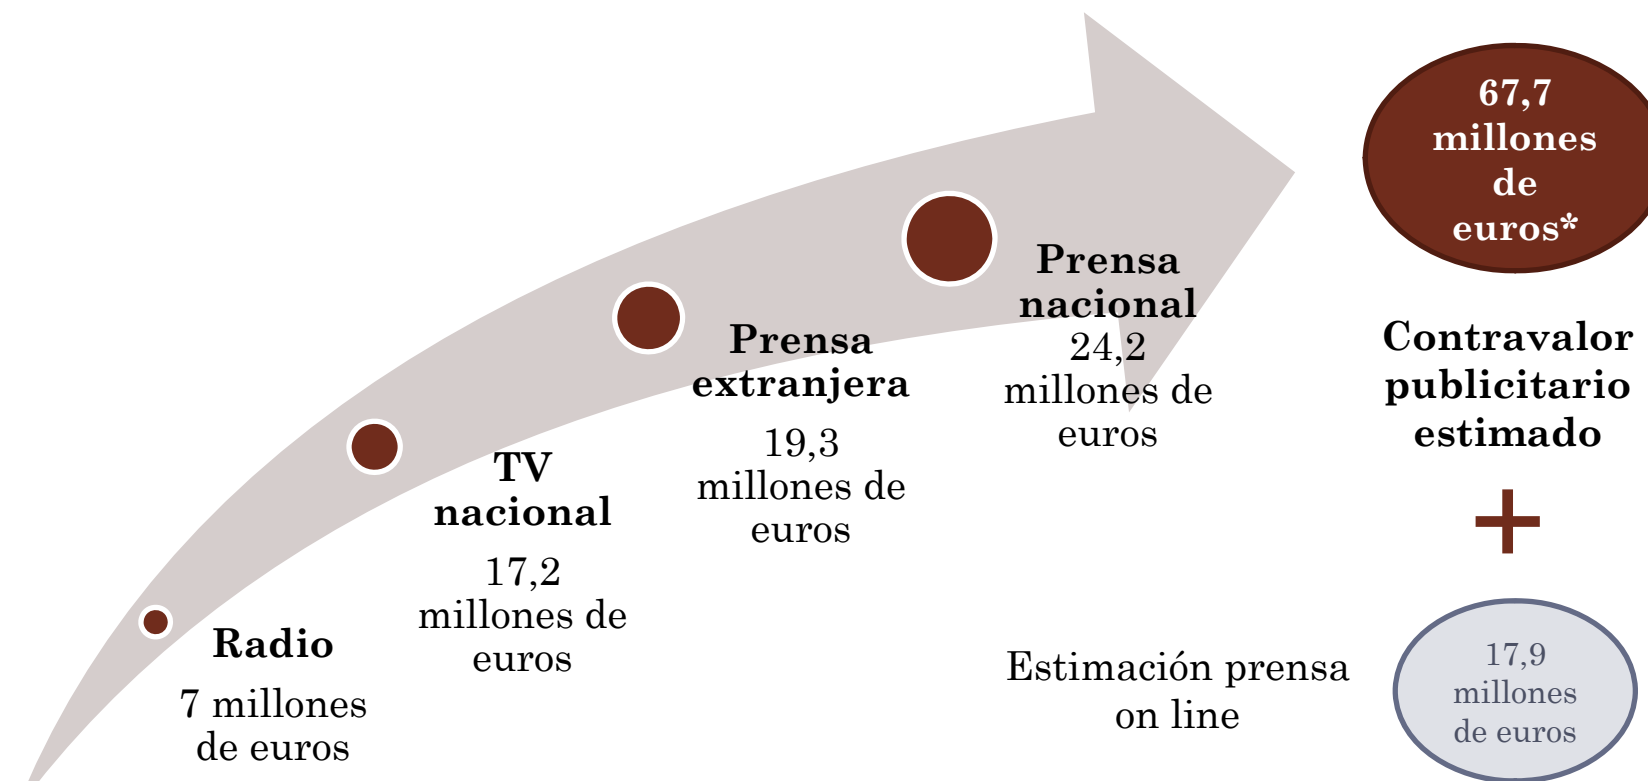 Radio
7 millones
de euros
TV
nacional
17,2
millones de
euros
Prensa
extranjera
19,3
millones de
euros
Prensa
nacional
24,2
millones de
euros
67,7
millones
de
euros*
Contravalor
publicitario
estimado
+
Estimación prensa
on line
17,9
millones
de euros